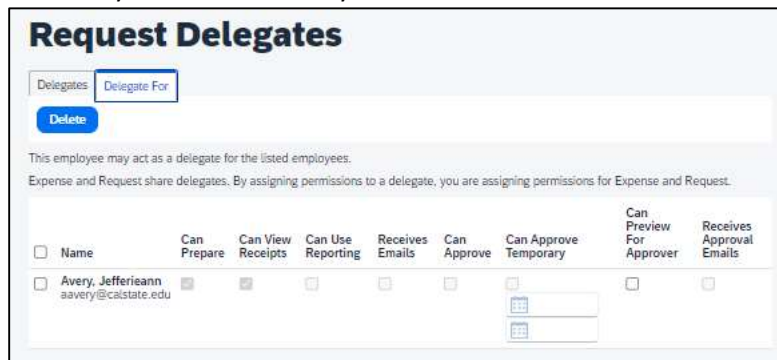 Request Delegates
Delegates Delegate For
Delete
This employee may act as a delegate for the listed employees.
Expense and Request share delegates. By assigning permissions to a delegate, you are assigning permissions for Expense and Request.
Name Can Prepare Can View Receipts Can Use Reporting Receives Emails Can Approve Can Approve Temporary Can Preview For Approver Receives Approval Emails
Avery, Jefferieann
aavery@calstate.edu